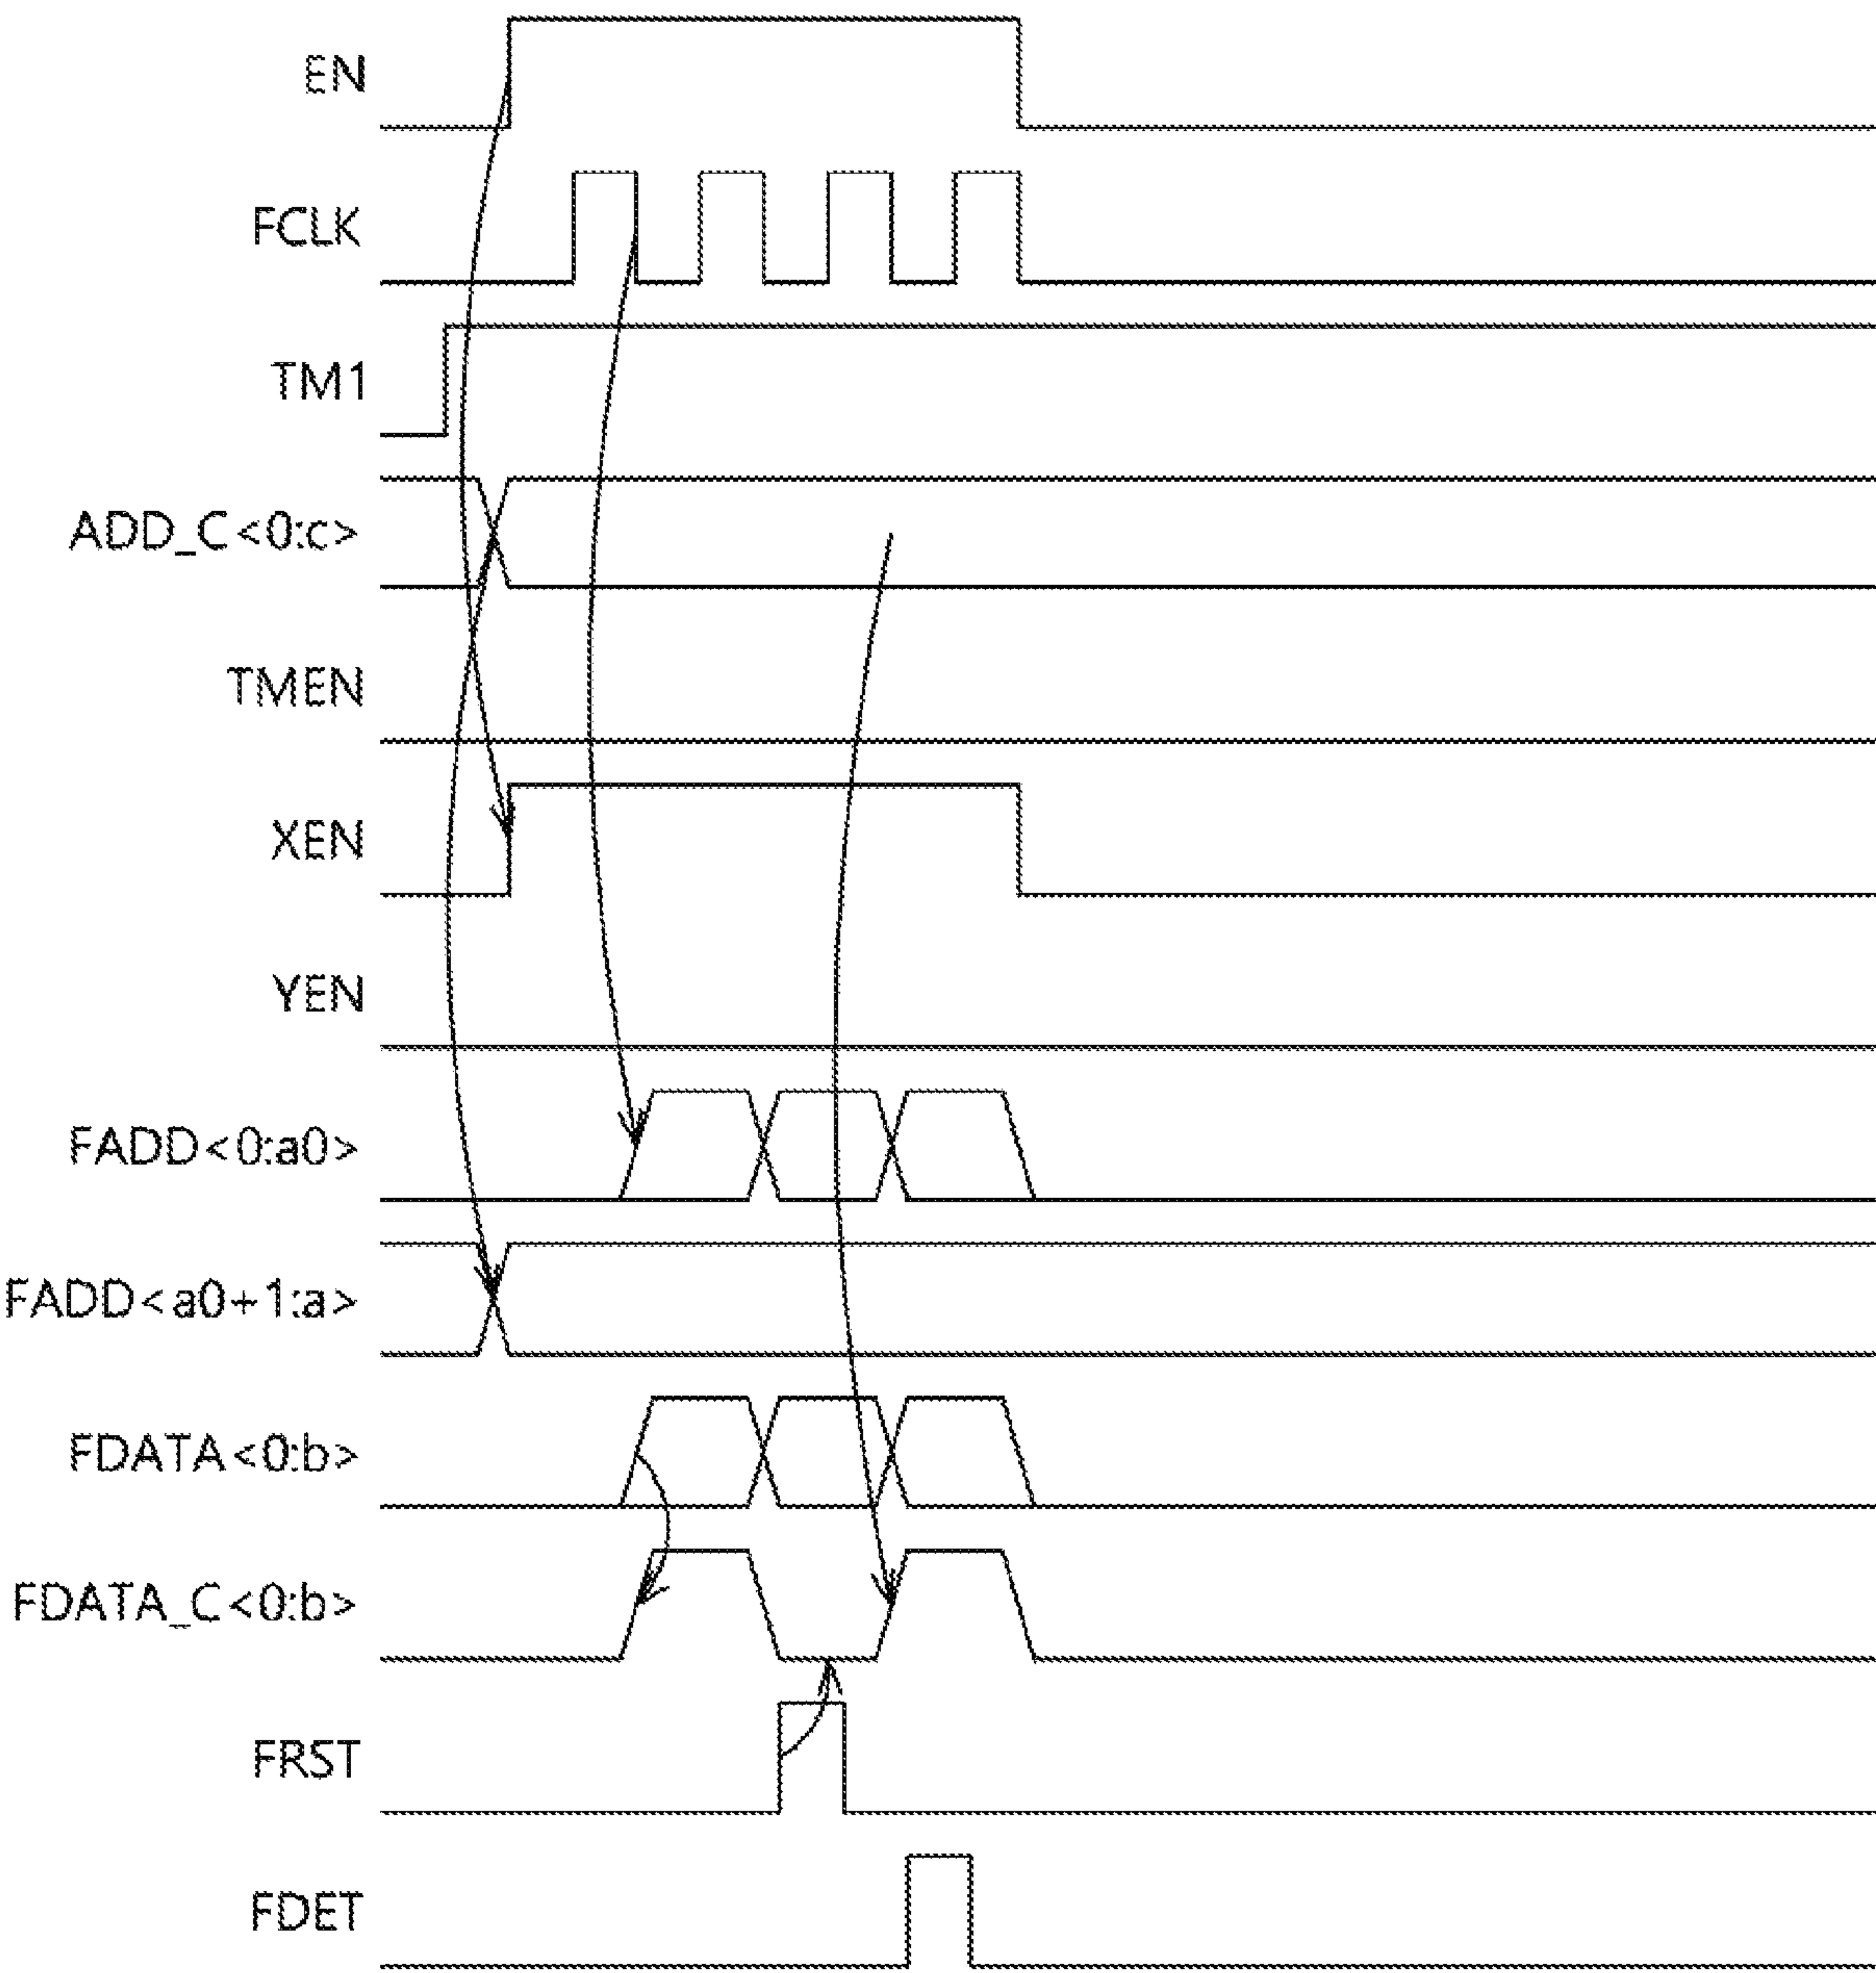 EN
FCLK
TM1
ADD_C<0:c>
TMEN
XEN
YEN
FADD<0:a0>
FADD<a0+1:a>
FDATA<0:b>
FDATA_C<0:b>
FRST
FDET